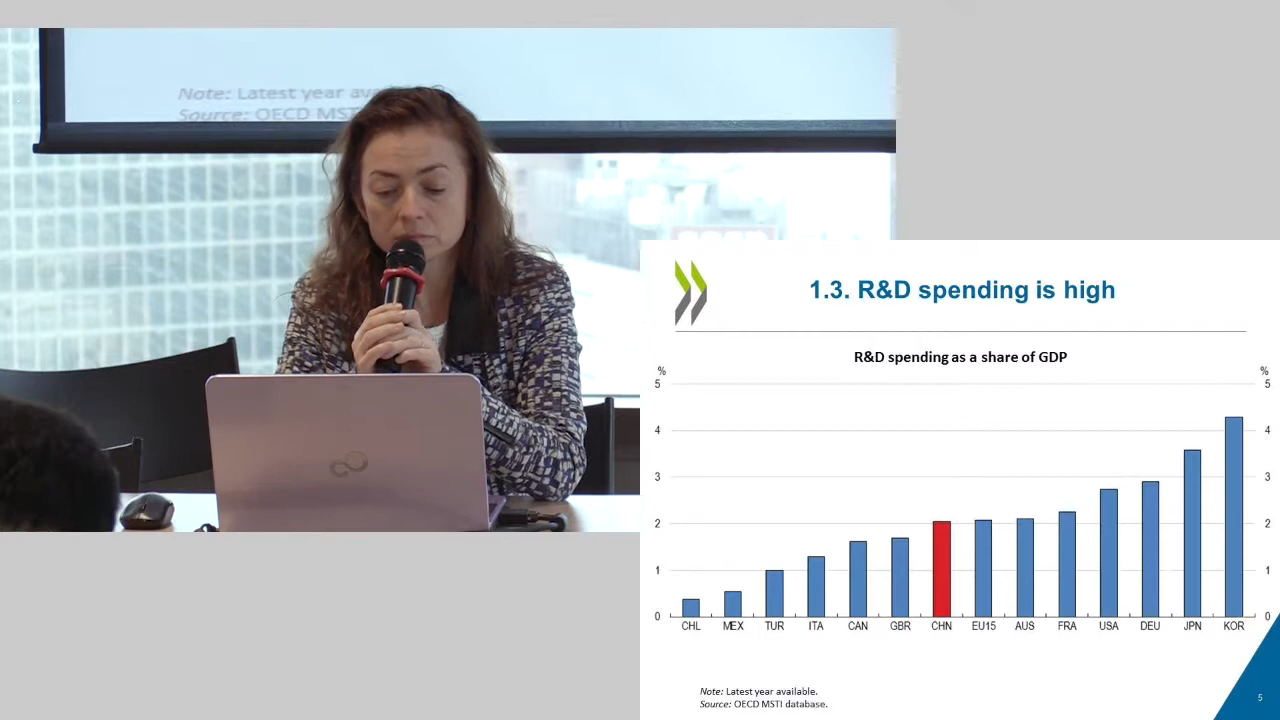 Note: Latest year ava
Source: OECD MST
1.3. R&D spending is high
R&D spending as a share of GDP
% %
5 5
4 4
3 3
2 2
1 1
0 0
CHL MEX TUR ITA CAN GBR CHN EU15 AUS FRA USA DEU JPN KOR
Note: Latest year available.
Source: OECD MSTI database.
5